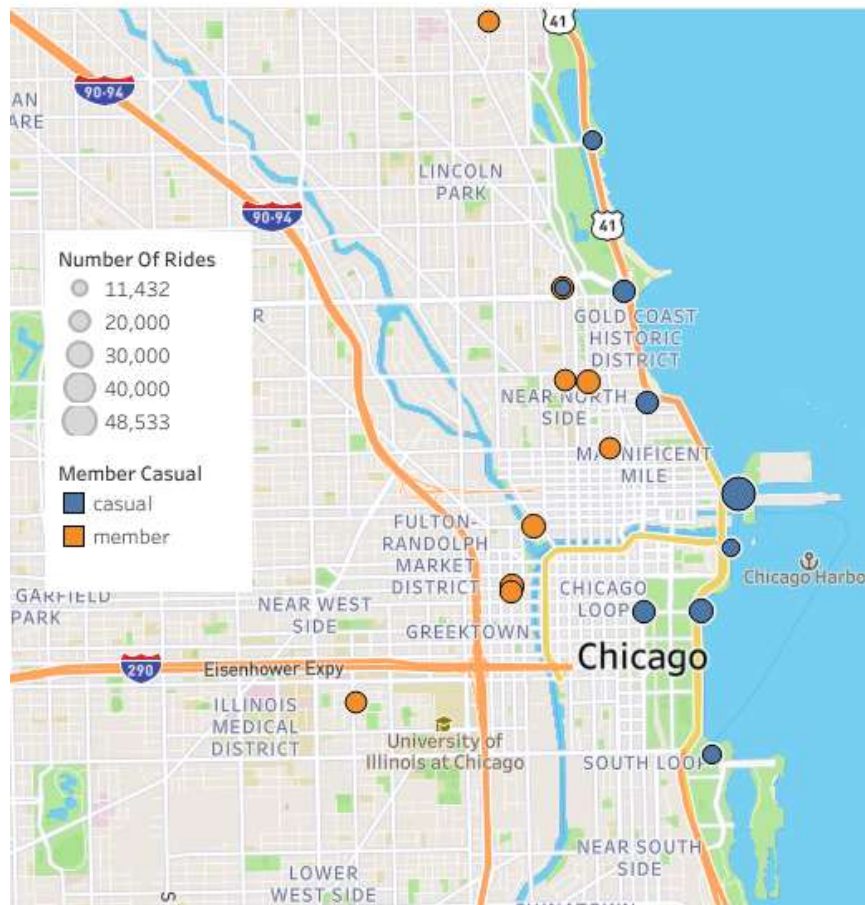 41
90-94
LINCOLN
PARK
90-94
41
Number Of Rides
11,432
20,000
30,000
40,000
48,533
Member Casual
casual
member
GOLD COAST
HISTORIC
DISTRICT
NEAR NORTH
SIDE
MAGNIFICENT
MILE
FULTON-
RANDOLPH
MARKET
DISTRICT
Chicago Harbo
GARFIELD
PARK
NEAR WEST
SIDE
GREEKTOWN
CHICAGO
LOOP
Chicago
290
Eisenhower Expy
ILLINOIS
MEDICAL
DISTRICT
University of
Illinois at Chicago
SOUTH LOOP
NEAR SOUTH
SIDE
LOWER
WEST SIDE